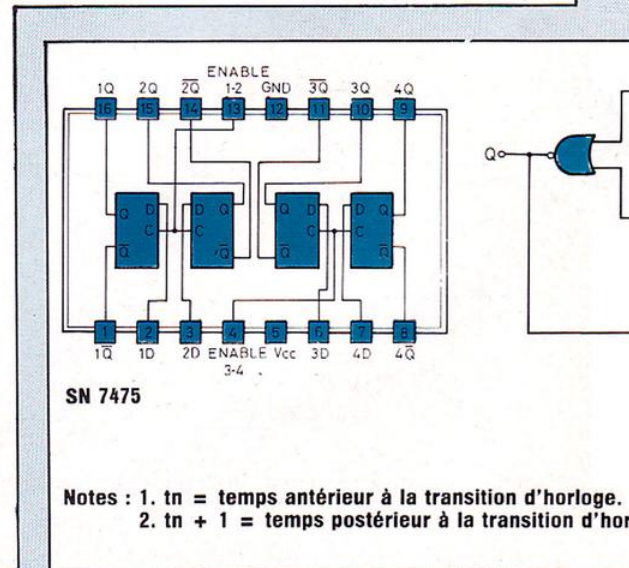 ENABLE
1Q 2Q 2Q̅ 1-2 GND 3Q̅ 3Q 4Q
16 15 14 13 12 11 10 9
Q D D Q Q D D Q
C C C C
Q̅ Q̅ Q̅ Q̅
1 2 3 4 5 6 7 8
1Q̅ 1D 2D ENABLE Vcc 3D 4D 4Q̅
3-4
SN 7475
Q
Notes : 1. tn = temps antérieur à la transition d'horloge.
2. tn + 1 = temps postérieur à la transition d'hor